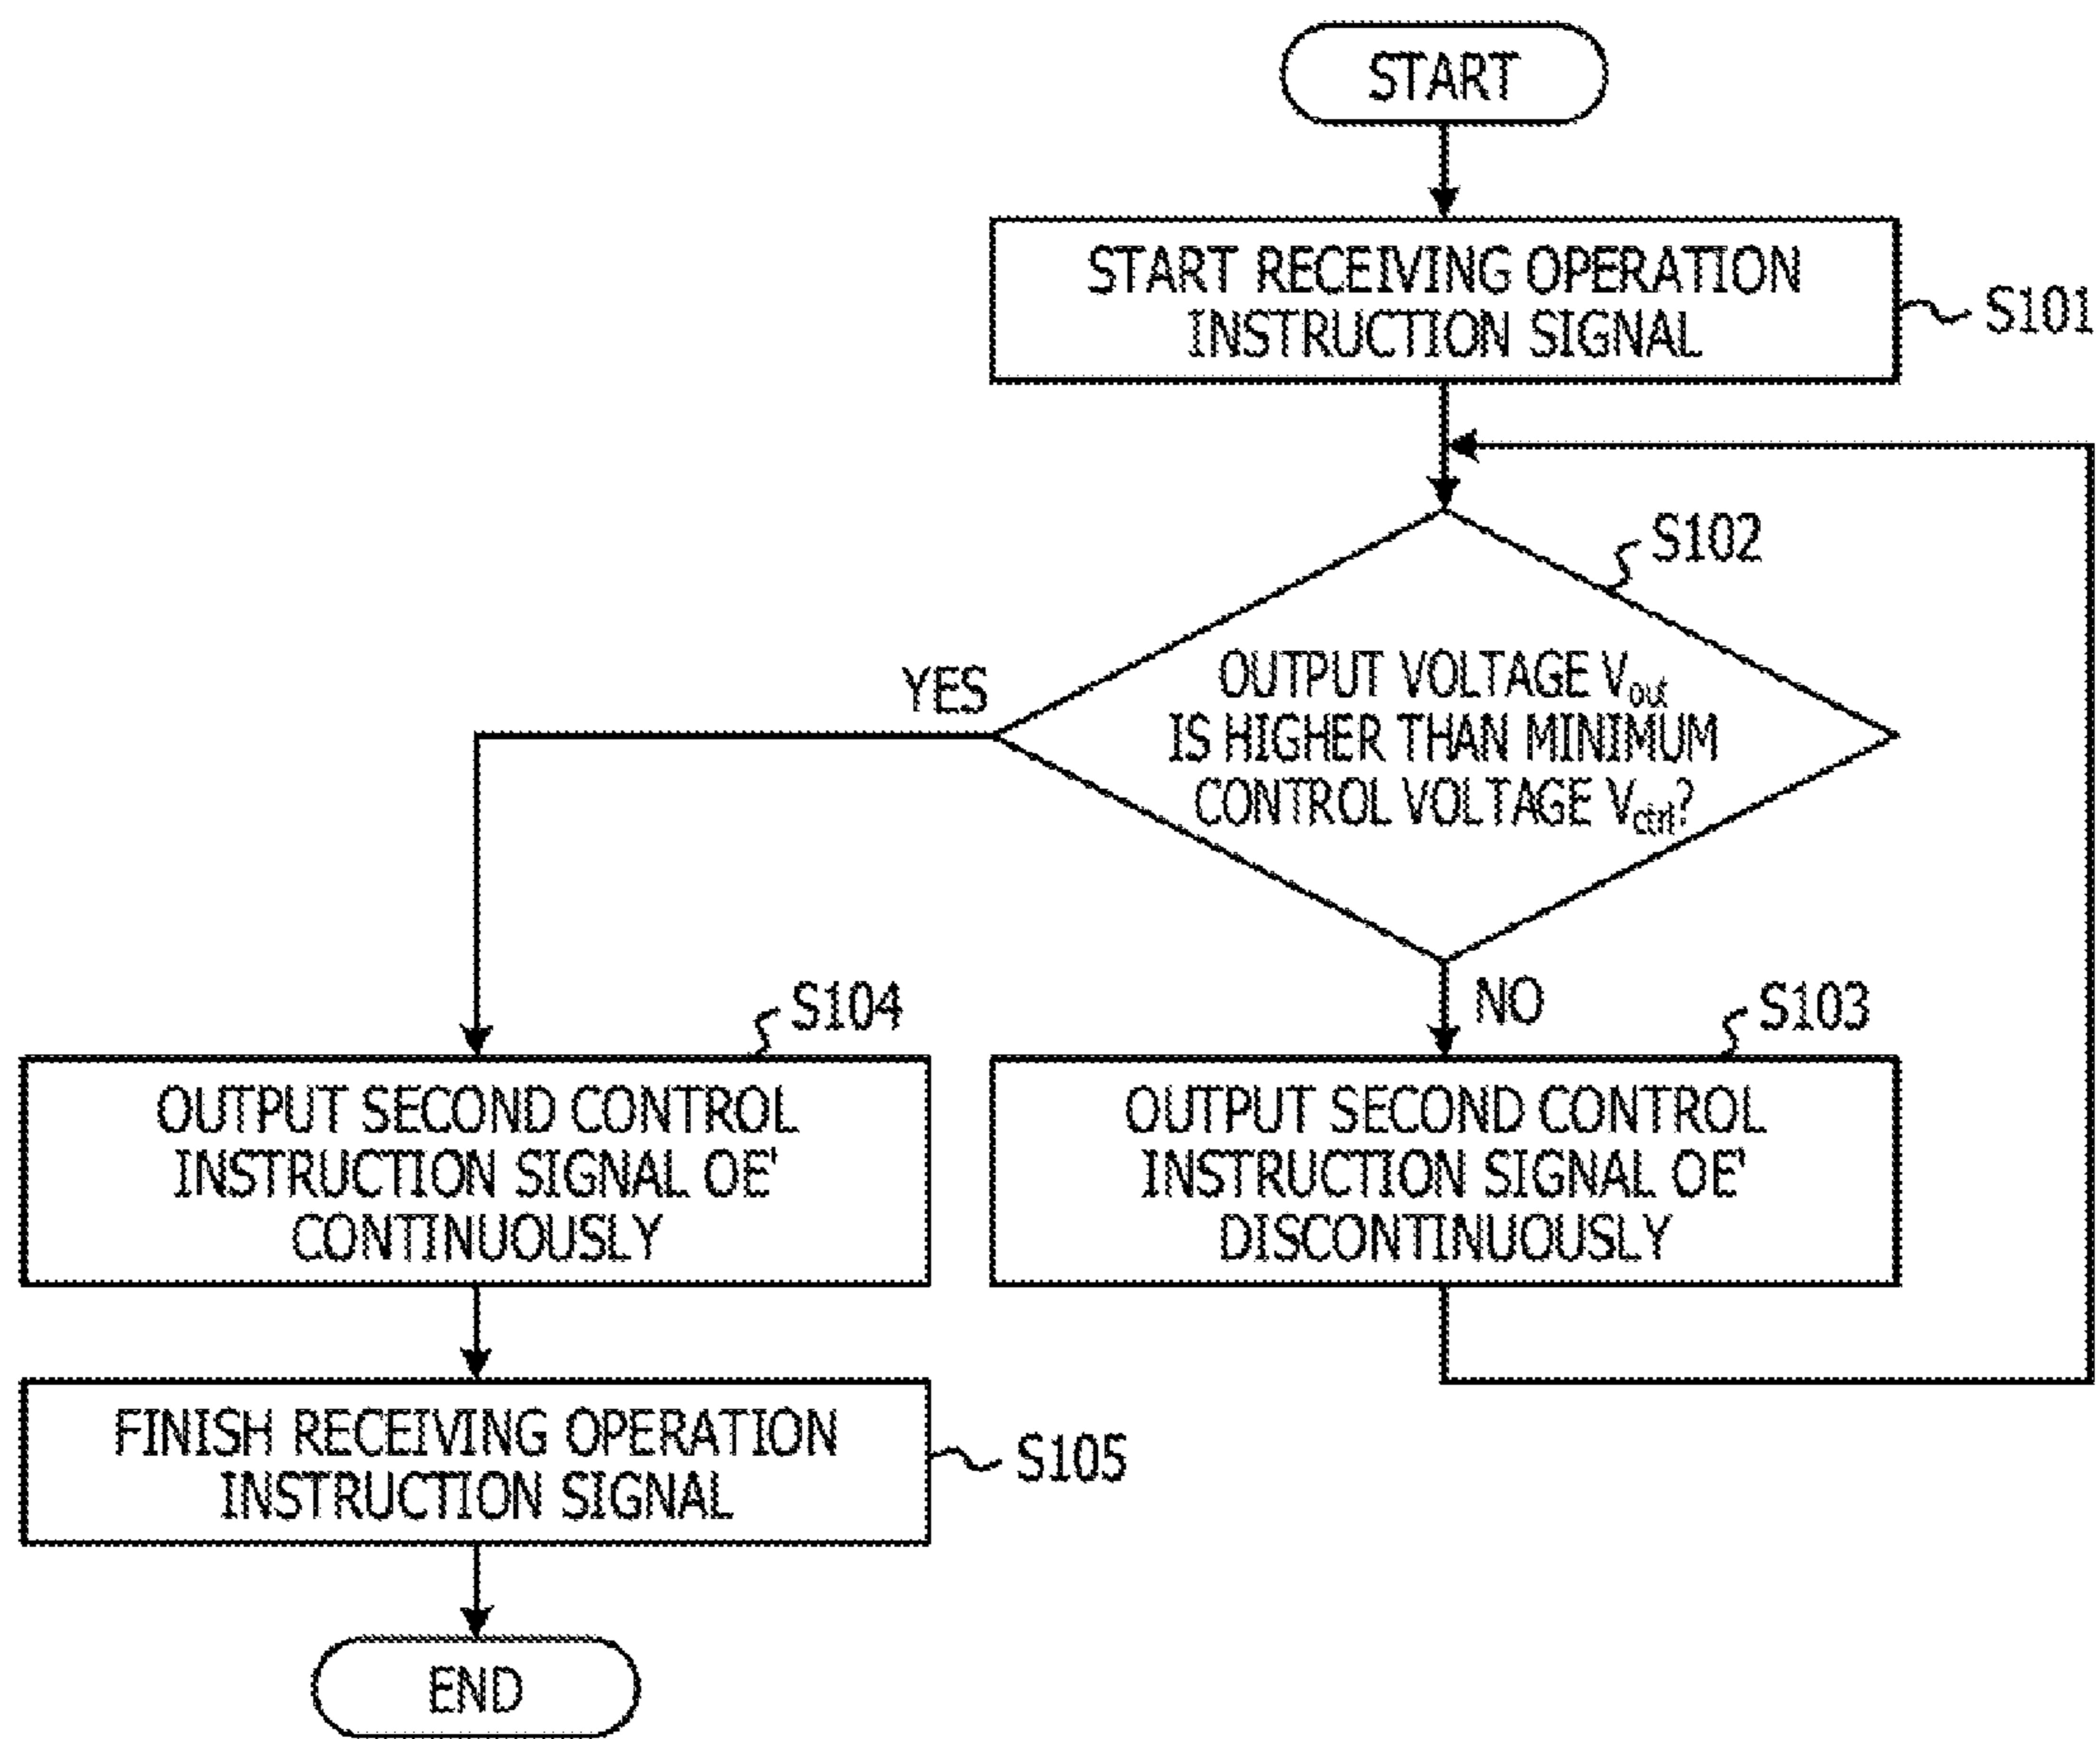 START
START RECEIVING OPERATION
INSTRUCTION SIGNAL
S101
S102
OUTPUT VOLTAGE Vout
IS HIGHER THAN MINIMUM
CONTROL VOLTAGE Vctrl?
YES
NO
S104
S103
OUTPUT SECOND CONTROL
INSTRUCTION SIGNAL OE'
CONTINUOUSLY
OUTPUT SECOND CONTROL
INSTRUCTION SIGNAL OE'
DISCONTINUOUSLY
FINISH RECEIVING OPERATION
INSTRUCTION SIGNAL
S105
END